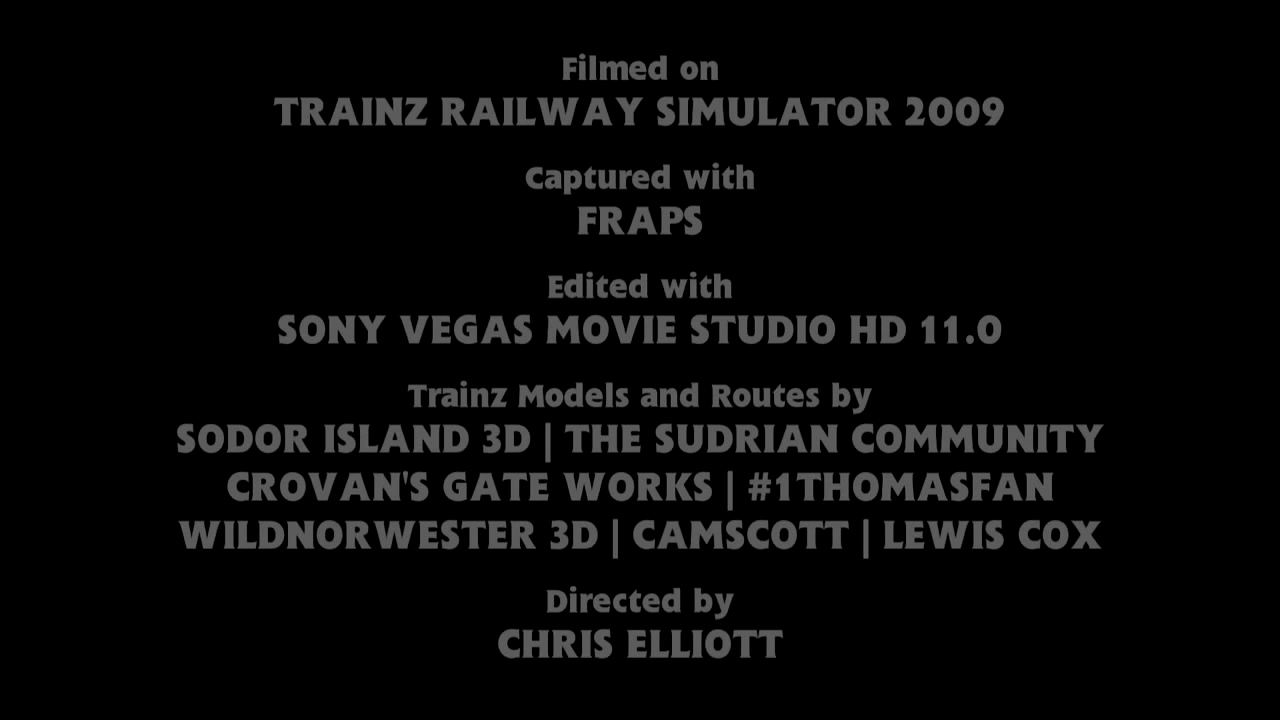 Filmed on
TRAINZ RAILWAY SIMULATOR 2009
Captured with
FRAPS
Edited with
SONY VEGAS MOVIE STUDIO HD 11.0
Trainz Models and Routes by
SODOR ISLAND 3D | THE SUDRIAN COMMUNITY
CROVAN'S GATE WORKS | #1THOMASFAN
WILDNORWESTER 3D | CAMSCOTT | LEWIS COX
Directed by
CHRIS ELLIOTT